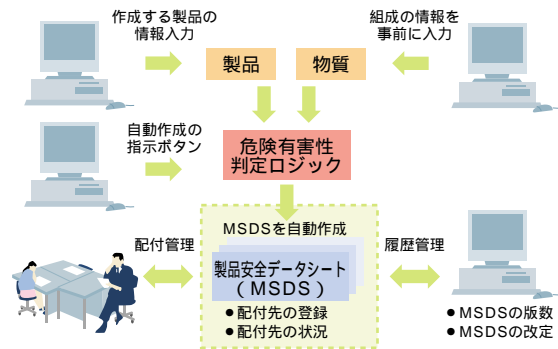 作成する製品の
情報入力
組成の情報を
事前に入力
製品
物質
自動作成の
指示ボタン
危険有害性
判定ロジック
MSDSを自動作成
配付管理
履歴管理
製品安全データシート
（MSDS）
●配付先の登録
●配付先の状況
●MSDSの版数
●MSDSの改定